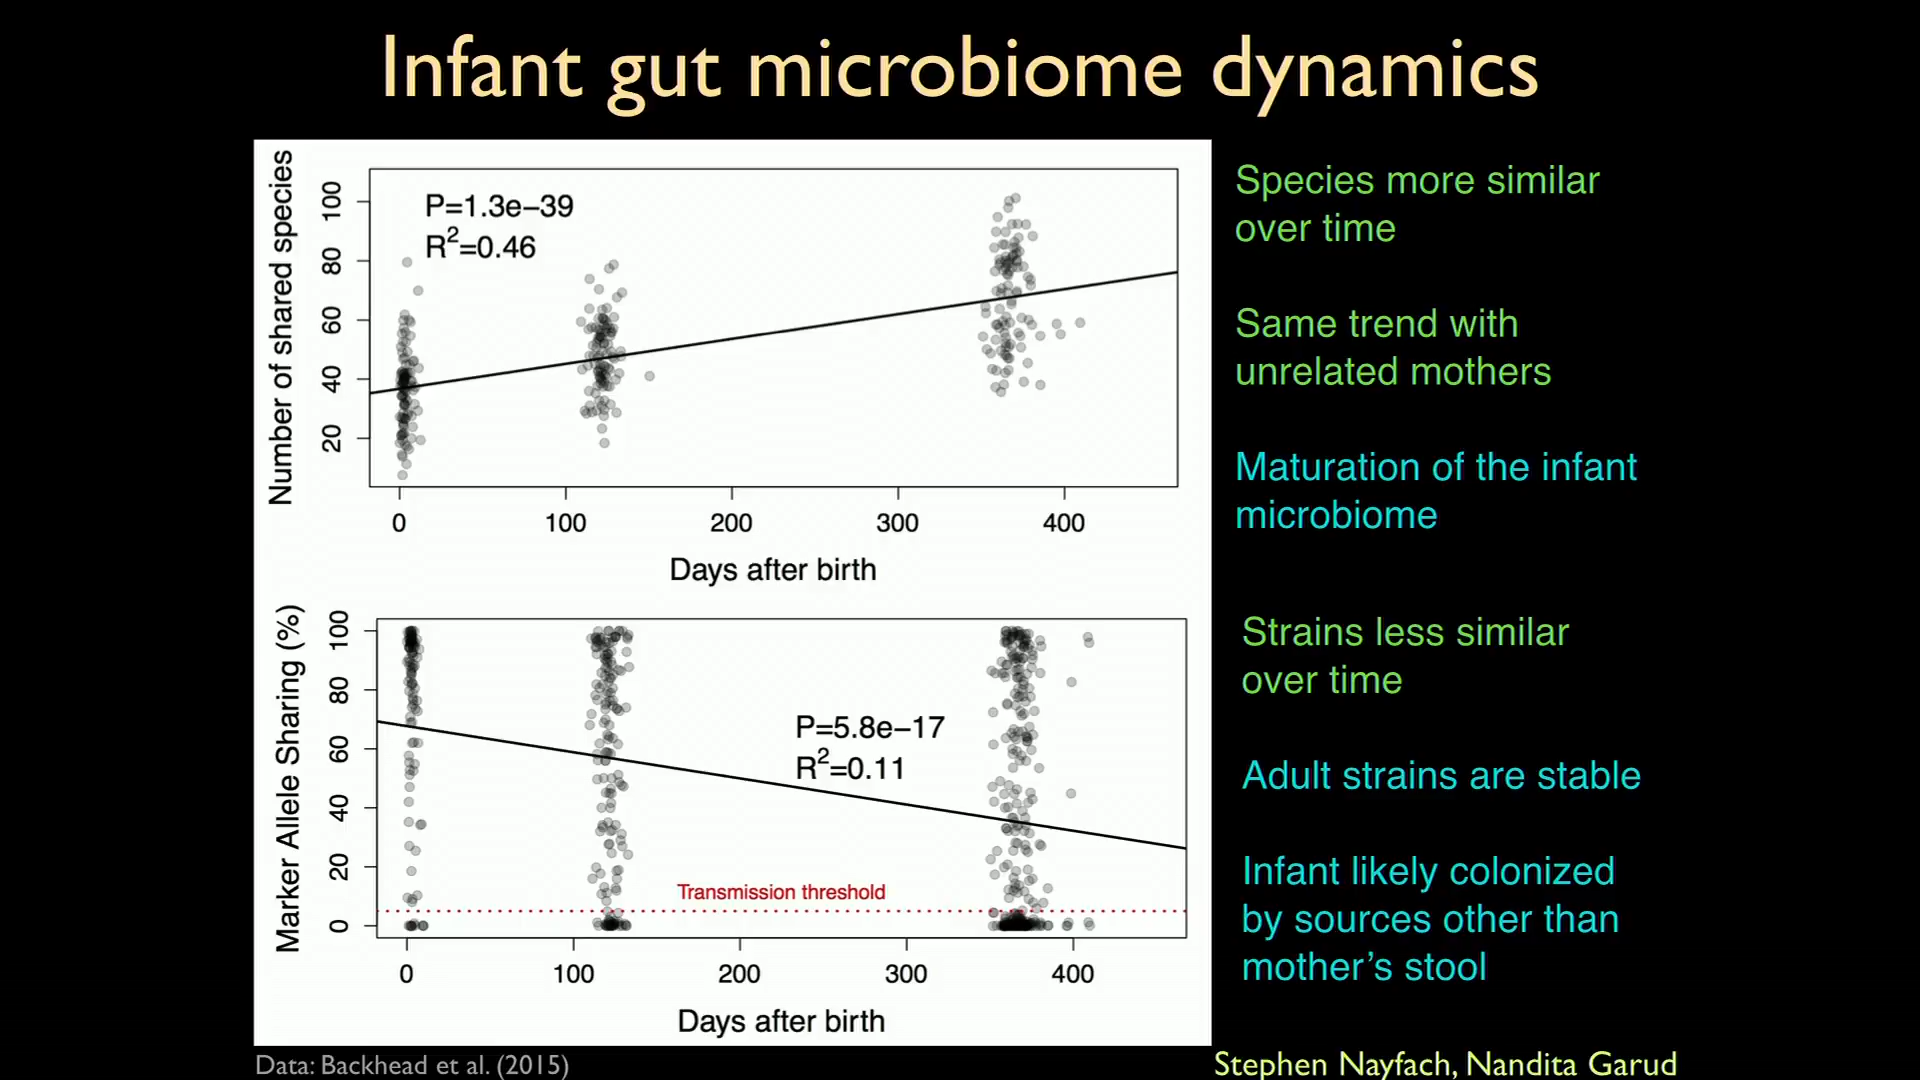 Infant gut microbiome dynamics
Number of shared species
100
80
60
40
20
P=1.3e−39
R²=0.46
0 100 200 300 400
Days after birth
Species more similar
over time
Same trend with
unrelated mothers
Maturation of the infant
microbiome
Marker Allele Sharing (%)
100
80
60
40
20
0
P=5.8e−17
R²=0.11
Transmission threshold
0 100 200 300 400
Days after birth
Strains less similar
over time
Adult strains are stable
Infant likely colonized
by sources other than
mother's stool
Data: Backhead et al. (2015)
Stephen Nayfach, Nandita Garud